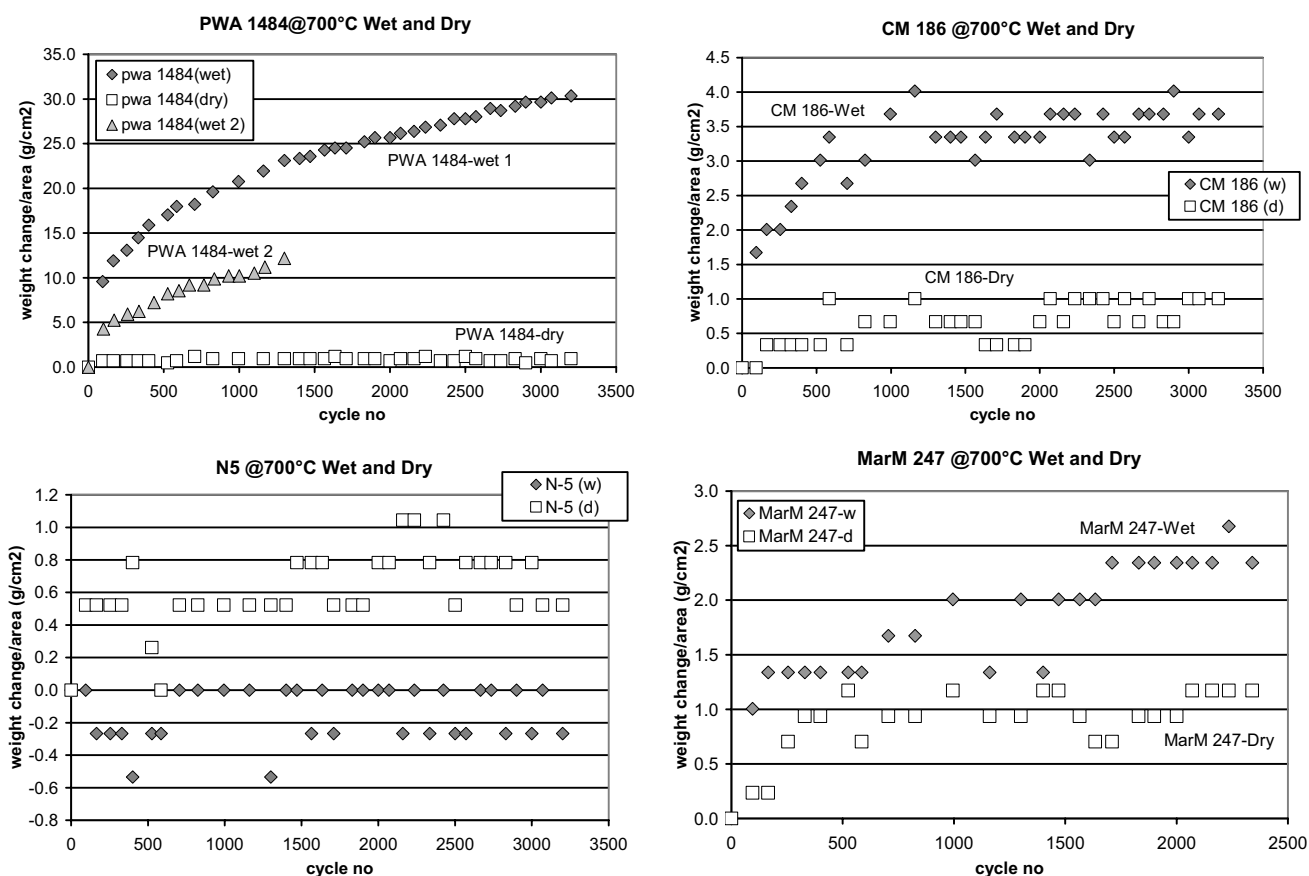 PWA 1484@700°C Wet and Dry
weight change/area (g/cm2)
35.0
30.0
25.0
20.0
15.0
10.0
5.0
0.0
pwa 1484(wet)
pwa 1484(dry)
pwa 1484(wet 2)
PWA 1484-wet 1
PWA 1484-wet 2
PWA 1484-dry
0 500 1000 1500 2000 2500 3000 3500
cycle no
CM 186 @700°C Wet and Dry
weight change/area (g/cm2)
4.5
4.0
3.5
3.0
2.5
2.0
1.5
1.0
0.5
0.0
CM 186-Wet
CM 186 (w)
CM 186 (d)
CM 186-Dry
0 500 1000 1500 2000 2500 3000 3500
cycle no
N5 @700°C Wet and Dry
weight change/area (g/cm2)
N-5 (w)
N-5 (d)
1.2
1.0
0.8
0.6
0.4
0.2
0.0
-0.2
-0.4
-0.6
-0.8
0 500 1000 1500 2000 2500 3000 3500
cycle no
MarM 247 @700°C Wet and Dry
weight change/area (g/cm2)
3.0
2.5
2.0
1.5
1.0
0.5
0.0
MarM 247-w
MarM 247-d
MarM 247-Wet
MarM 247-Dry
0 500 1000 1500 2000 2500
cycle no